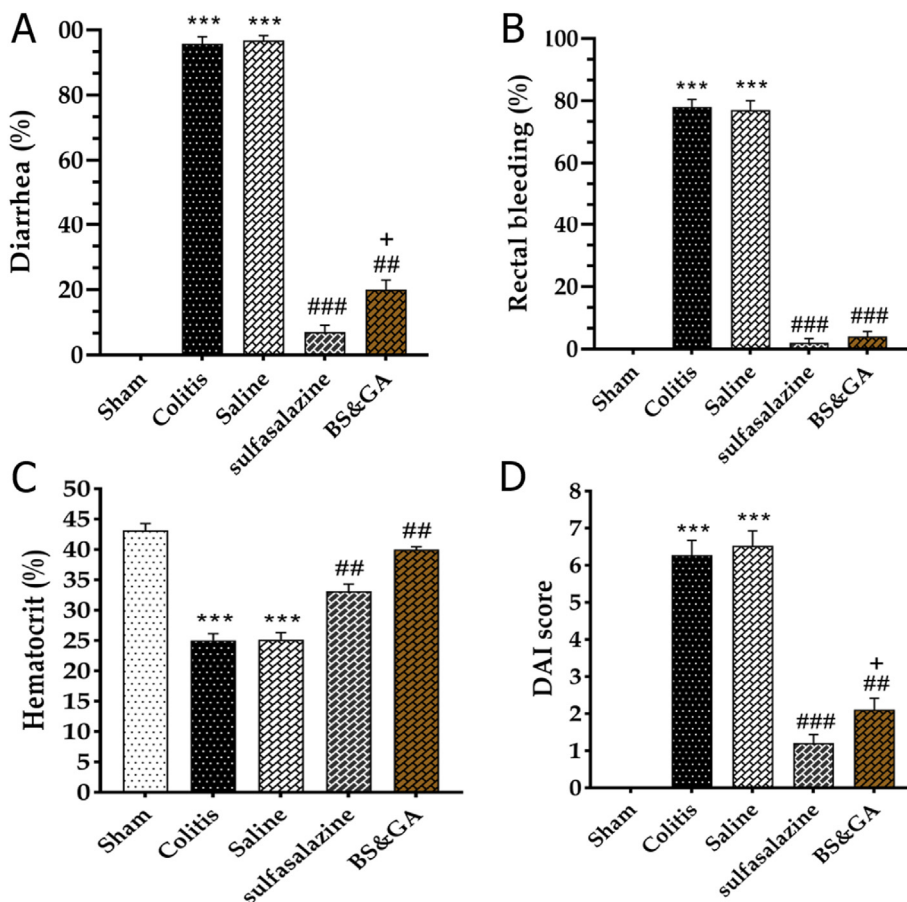 A
Diarrhea (%)
00
80
60
40
20
0
***
***
###
+
##
Sham
Colitis
Saline
sulfasalazine
BS&GA
B
Rectal bleeding (%)
100
80
60
40
20
0
***
***
###
###
Sham
Colitis
Saline
sulfasalazine
BS&GA
C
Hematocrit (%)
50
45
40
35
30
25
20
15
10
5
0
***
***
##
##
Sham
Colitis
Saline
sulfasalazine
BS&GA
D
DAI score
8
7
6
5
4
3
2
1
0
***
***
###
+
##
Sham
Colitis
Saline
sulfasalazine
BS&GA